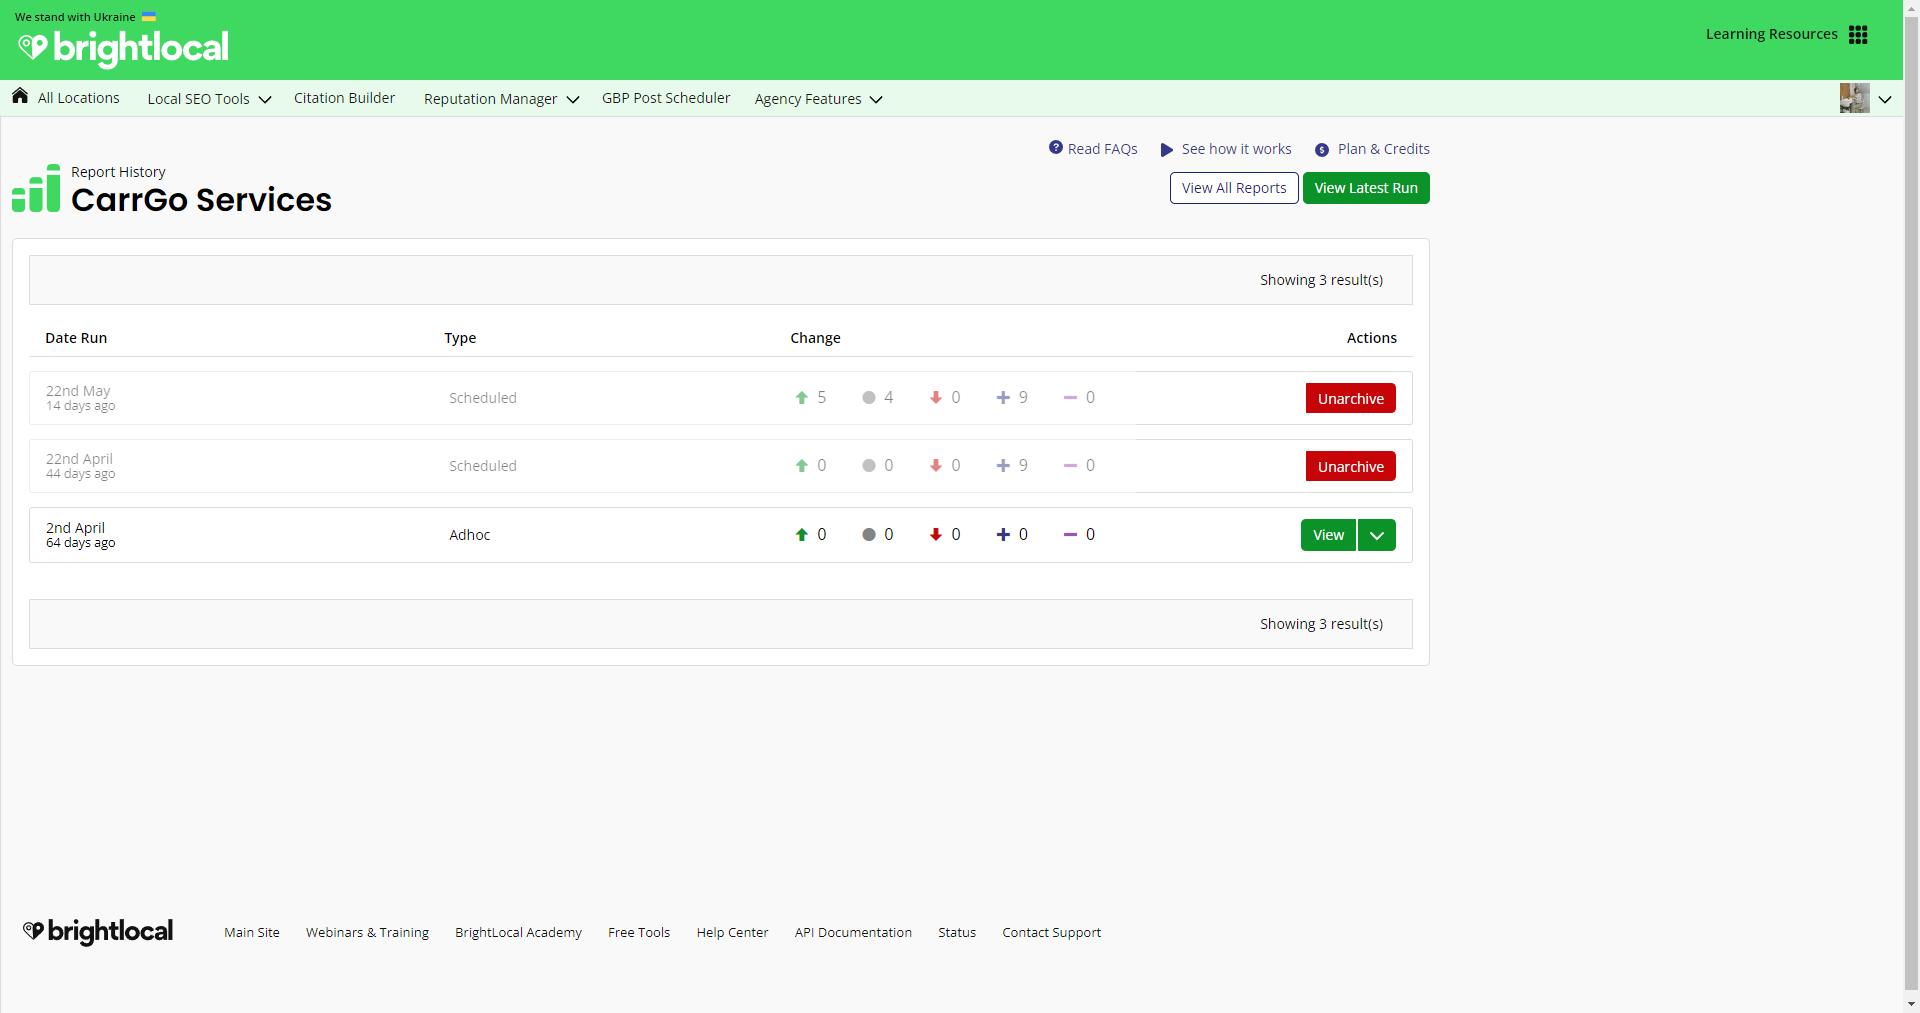 We stand with Ukraine
brightlocal
Learning Resources
All Locations Local SEO Tools Citation Builder Reputation Manager GBP Post Scheduler Agency Features
Read FAQs See how it works Plan & Credits
Report History
CarrGo Services
View All Reports View Latest Run
Showing 3 result(s)
Date Run Type Change Actions
22nd May
14 days ago
Scheduled 5 4 0 9 0 Unarchive
22nd April
44 days ago
Scheduled 0 0 0 9 0 Unarchive
2nd April
64 days ago
Adhoc 0 0 0 0 0 View
Showing 3 result(s)
brightlocal Main Site Webinars & Training BrightLocal Academy Free Tools Help Center API Documentation Status Contact Support